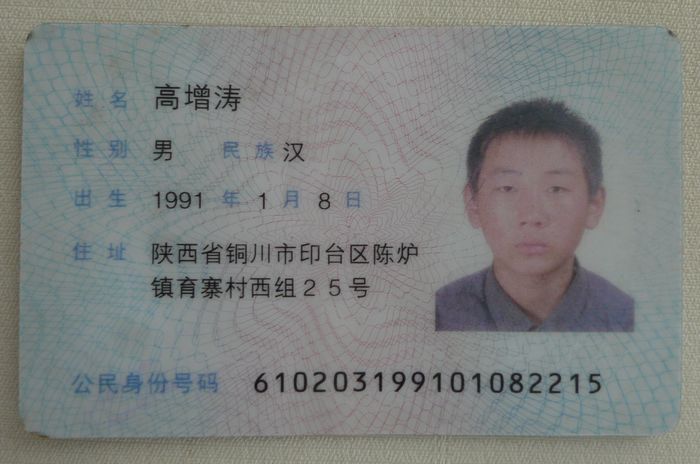 姓名 高增涛
性别 男 民族 汉
出生 1991 年 1 月 8 日
住址 陕西省铜川市印台区陈炉
镇育寨村西组25号
公民身份号码 610203199101082215